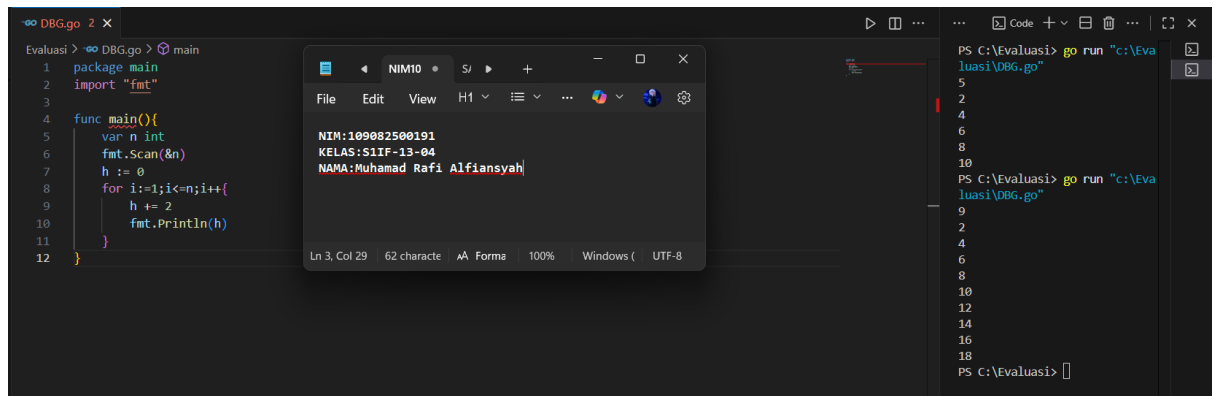 DBG.go 2
Evaluasi > DBG.go > main
1 package main
2 import "fmt"
3
4 func main(){
5 var n int
6 fmt.Scan(&n)
7 h := 0
8 for i:=1;i<=n;i++{
9 h += 2
10 fmt.Println(h)
11 }
12 }
NIM10
File Edit View H1
NIM:109082500191
KELAS:S1IF-13-04
NAMA:Muhamad Rafi Alfiansyah
Ln 3, Col 29 62 characte Forma 100% Windows ( UTF-8
Code
PS C:\Evaluasi> go run "c:\Eva
luasi\DBG.go"
5
2
4
6
8
10
PS C:\Evaluasi> go run "c:\Eva
luasi\DBG.go"
9
2
4
6
8
10
12
14
16
18
PS C:\Evaluasi>